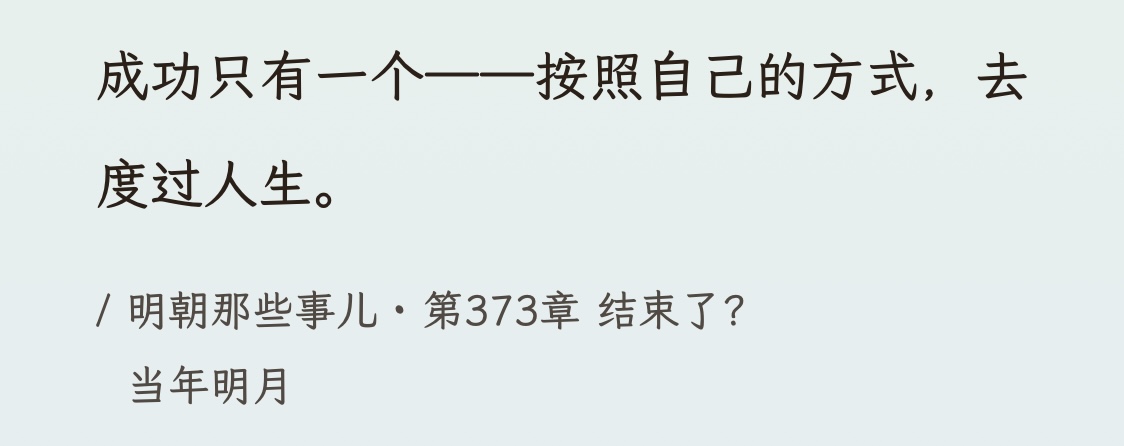 成功只有一个——按照自己的方式，去
度过人生。
/ 明朝那些事儿・第373章 结束了？
当年明月